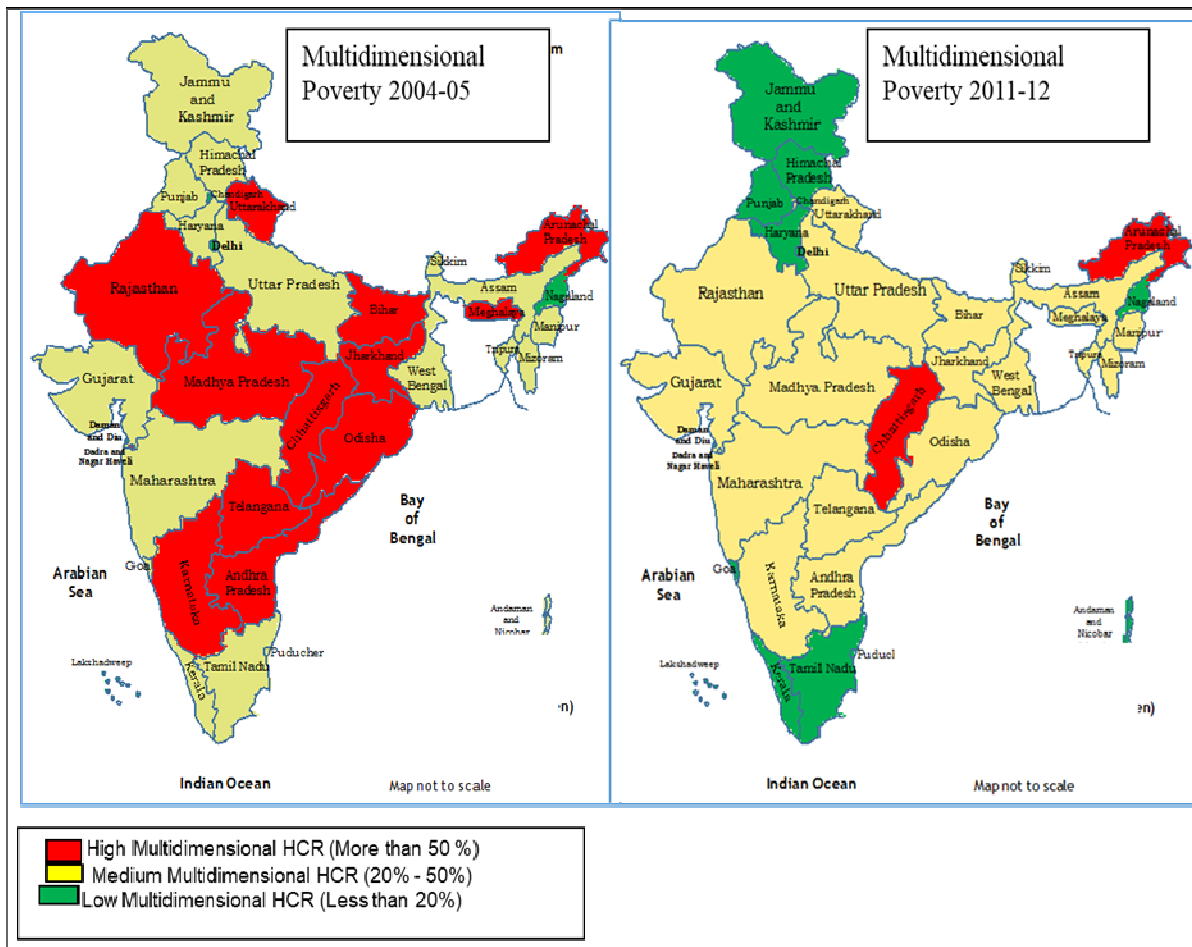 Multidimensional
Poverty 2004-05
m
Jammu
and
Kashmir
Himachal
Pradesh
Punjab
Chandigarh
Uttarakhand
Haryana
Delhi
Arunachal
Pradesh
Rajasthan
Uttar Pradesh
Sikkim
Assam
Nagaland
Bihar
Meghalaya
Manipur
Tripura
Mizoram
Jharkhand
West
Bengal
Gujarat
Madhya Pradesh
Chhattisgarh
Odisha
Daman
and Diu
Dadra and
Nagar Haveli
Maharashtra
Telangana
Bay
of
Bengal
Arabian
Sea
Goa
Karnataka
Andhra
Pradesh
Andaman
and
Nicobar
Puducher
Lakshadweep
Kerala
Tamil Nadu
n)
Indian Ocean
Map not to scale
Multidimensional
Poverty 2011-12
Jammu
and
Kashmir
Himachal
Pradesh
Punjab
Chandigarh
Uttarakhand
Haryana
Delhi
Arunachal
Pradesh
Rajasthan
Uttar Pradesh
Sikkim
Assam
Nagaland
Bihar
Meghalaya
Manipur
Tripura
Mizoram
Jharkhand
West
Bengal
Gujarat
Madhya Pradesh
Chhattisgarh
Odisha
Daman
and Diu
Dadra and
Nagar Haveli
Maharashtra
Telangana
Bay
of
Bengal
Arabian
Sea
Goa
Karnataka
Andhra
Pradesh
Andaman
and
Nicobar
Puducl
Lakshadweep
Kerala
Tamil Nadu
en)
Indian Ocean
Map not to scale
High Multidimensional HCR (More than 50 %)
Medium Multidimensional HCR (20% - 50%)
Low Multidimensional HCR (Less than 20%)